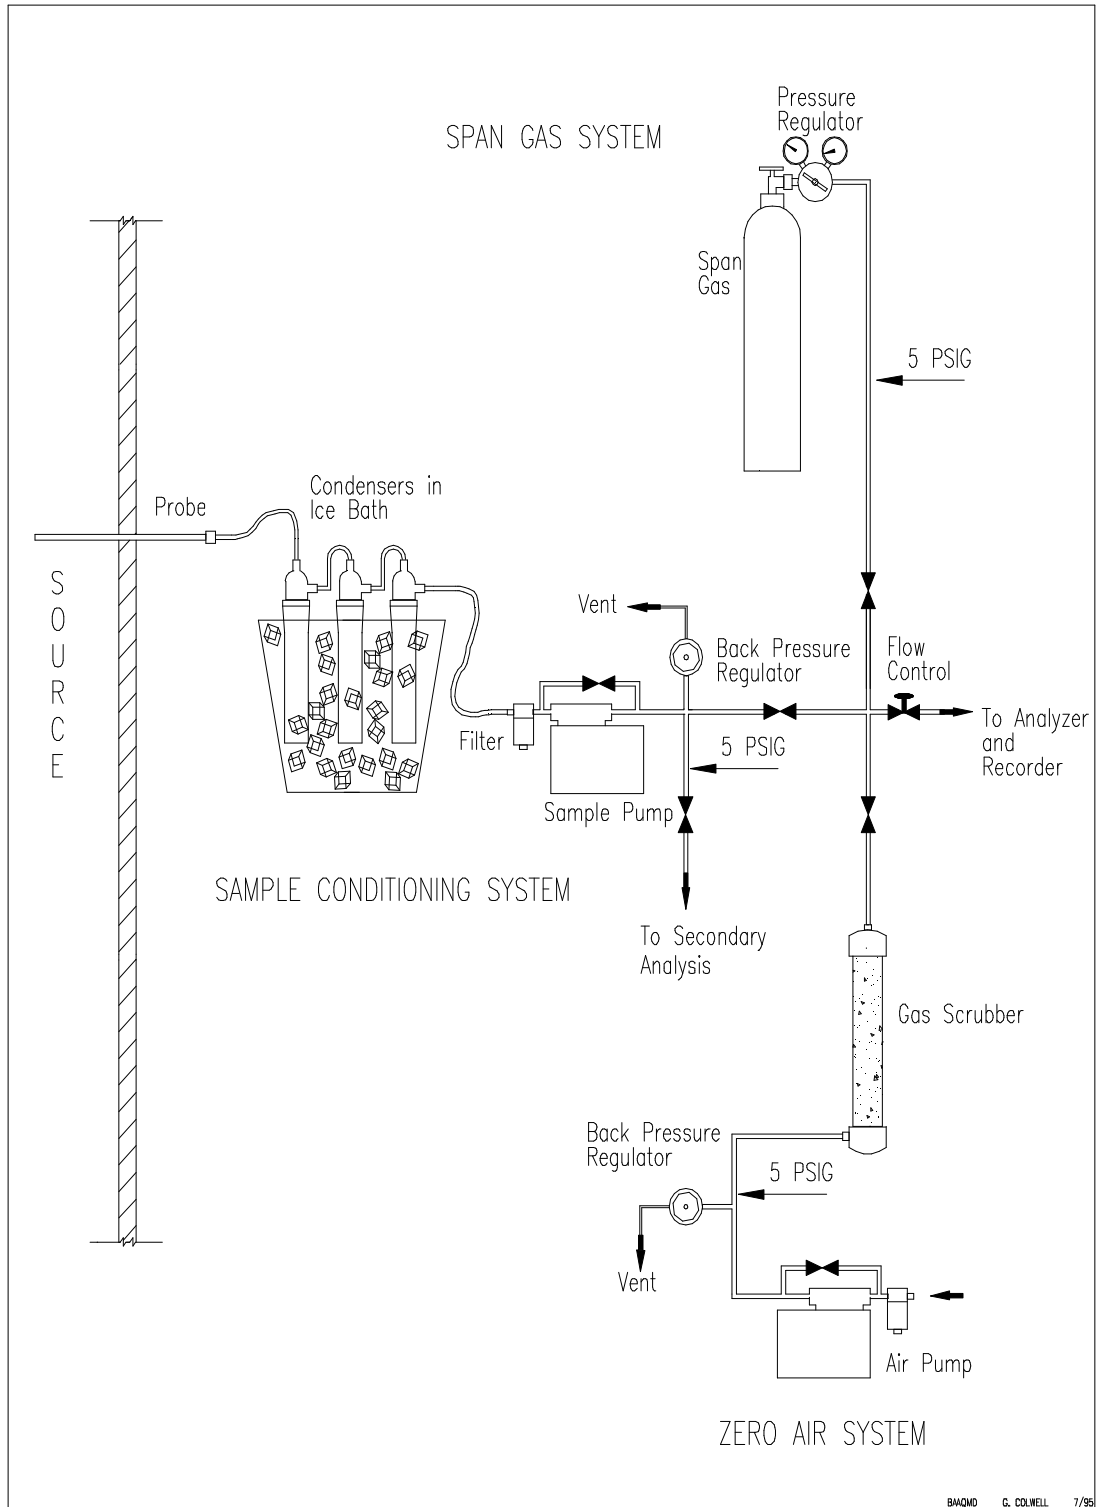 Pressure
Regulator
SPAN GAS SYSTEM
Span
Gas
5 PSIG
Condensers in
Ice Bath
Probe
SOURCE
Vent
Back Pressure
Regulator
Flow
Control
To Analyzer
and
Recorder
Filter
5 PSIG
Sample Pump
SAMPLE CONDITIONING SYSTEM
To Secondary
Analysis
Gas Scrubber
Back Pressure
Regulator
5 PSIG
Vent
Air Pump
ZERO AIR SYSTEM
BAAQMD G. COLWELL 7/95